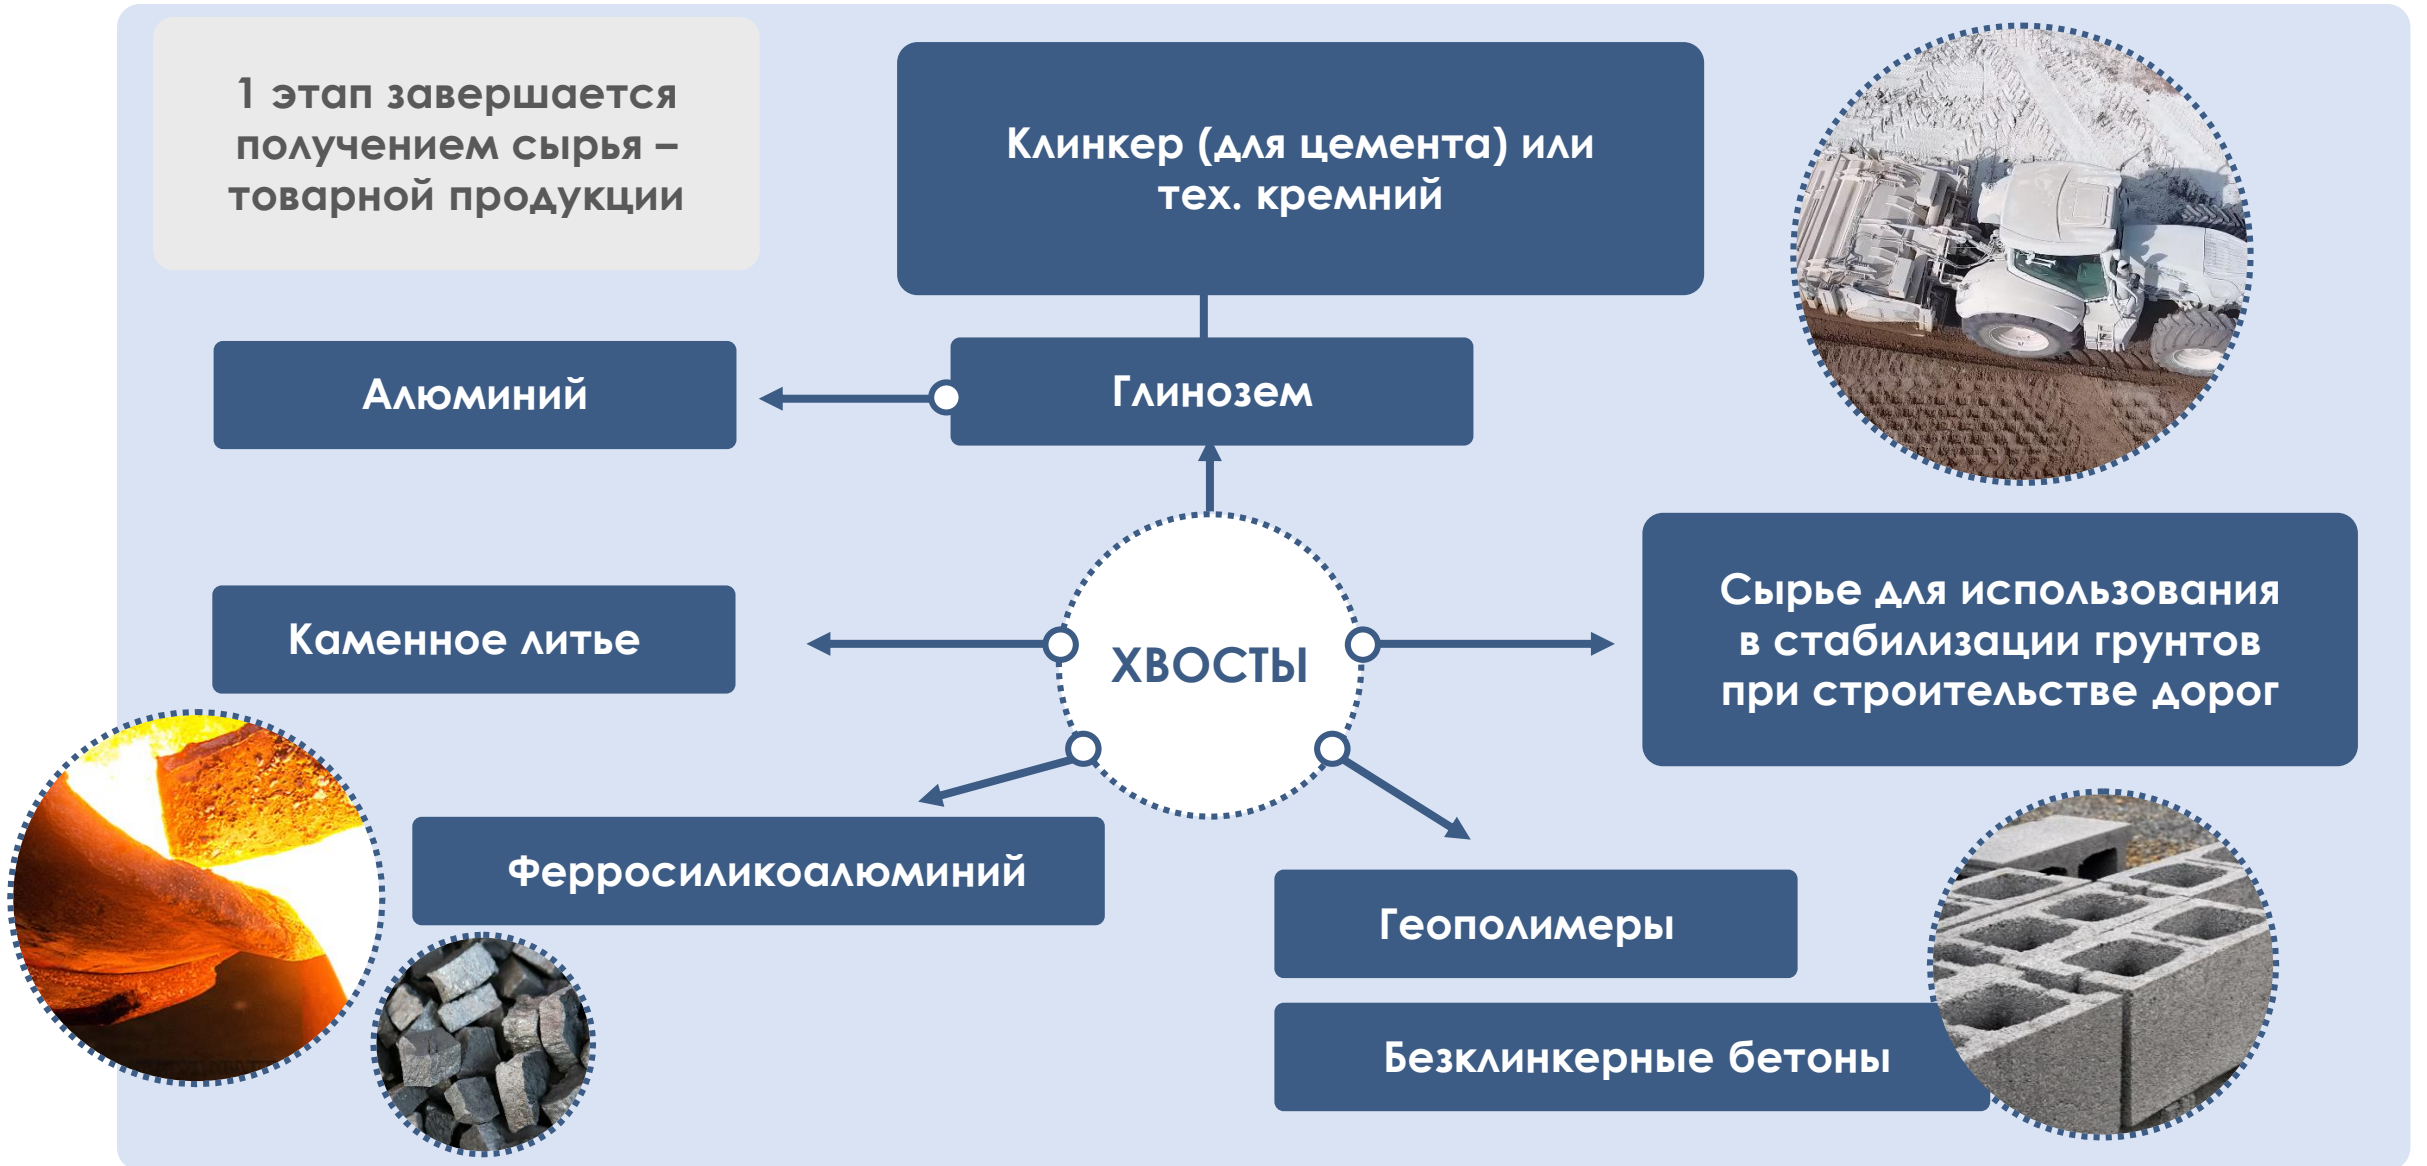 1 этап завершается
получением сырья –
товарной продукции
Клинкер (для цемента) или
тех. кремний
Алюминий
Глинозем
Каменное литье
ХВОСТЫ
Сырье для использования
в стабилизации грунтов
при строительстве дорог
Ферросиликоалюминий
Геополимеры
Безклинкерные бетоны